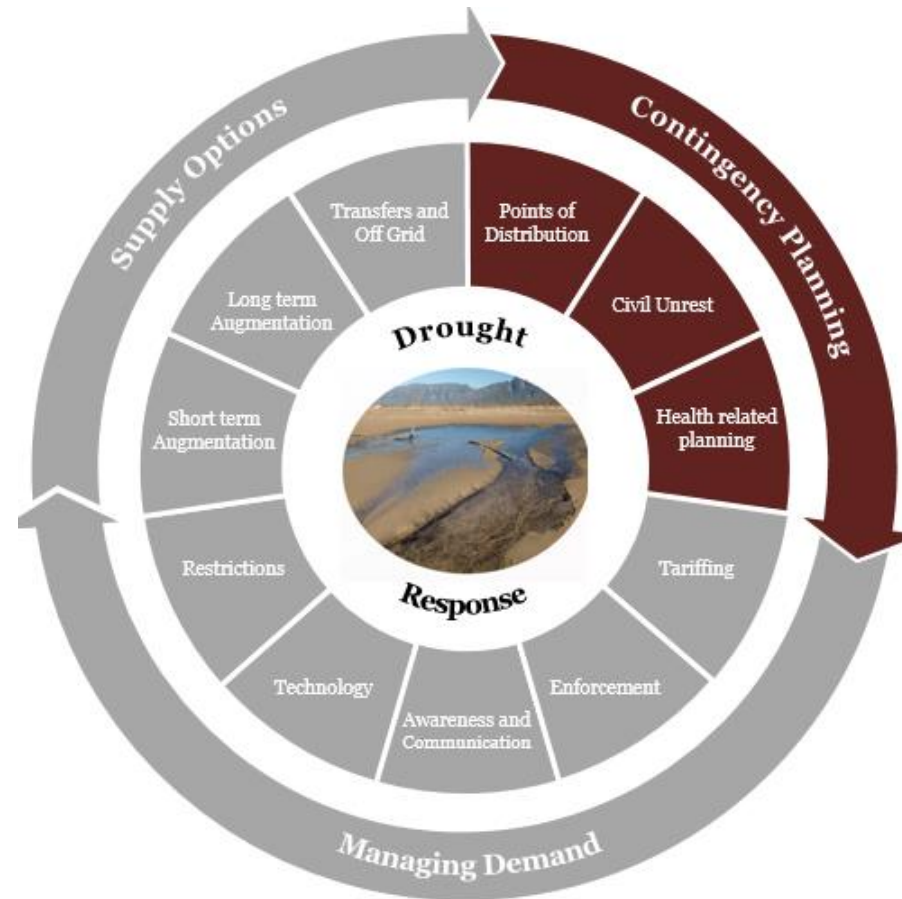 Supply Options
Contingency Planning
Managing Demand
Transfers and
Off Grid
Points of
Distribution
Civil Unrest
Health related
planning
Tariffing
Enforcement
Awareness and
Communication
Technology
Restrictions
Short term
Augmentation
Long term
Augmentation
Drought
Response